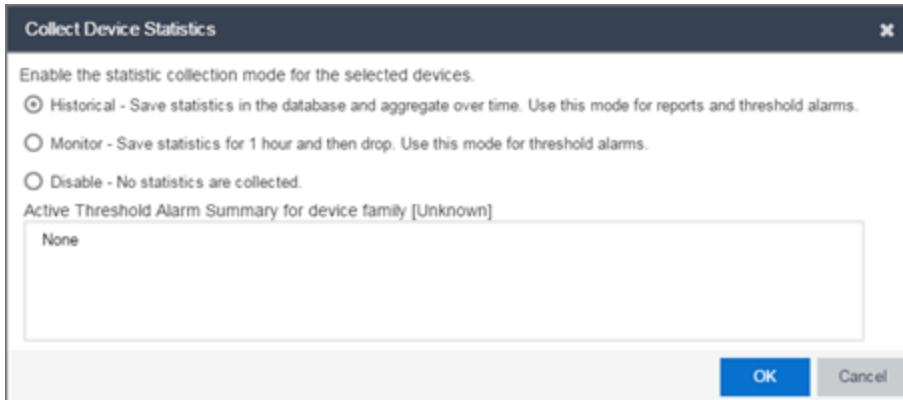 Collect Device Statistics
Enable the statistic collection mode for the selected devices.
Historical - Save statistics in the database and aggregate over time. Use this mode for reports and threshold alarms.
Monitor - Save statistics for 1 hour and then drop. Use this mode for threshold alarms.
Disable - No statistics are collected.
Active Threshold Alarm Summary for device family [Unknown]
None
OK Cancel